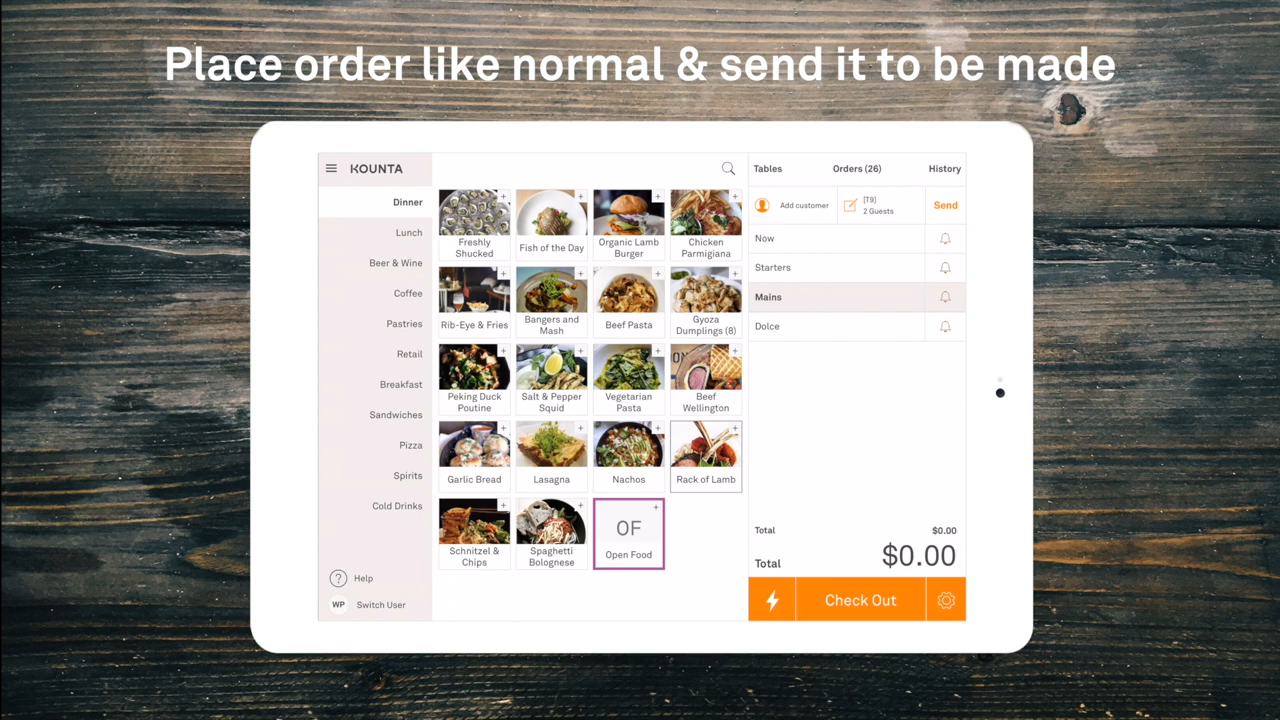 Place order like normal & send it to be made
KOUNTA
Dinner
Lunch
Beer & Wine
Coffee
Pastries
Retail
Breakfast
Sandwiches
Pizza
Spirits
Cold Drinks
? Help
WP Switch User
Freshly
Shucked
Fish of the Day
Organic Lamb
Burger
Chicken
Parmigiana
Rib-Eye & Fries
Bangers and
Mash
Beef Pasta
Gyoza
Dumplings (8)
Peking Duck
Poutine
Salt & Pepper
Squid
Vegetarian
Pasta
Beef
Wellington
Garlic Bread
Lasagna
Nachos
Rack of Lamb
Schnitzel &
Chips
Spaghetti
Bolognese
OF
Open Food
Tables Orders (26) History
Add customer
[T9]
2 Guests
Send
Now
Starters
Mains
Dolce
Total $0.00
Total $0.00
Check Out